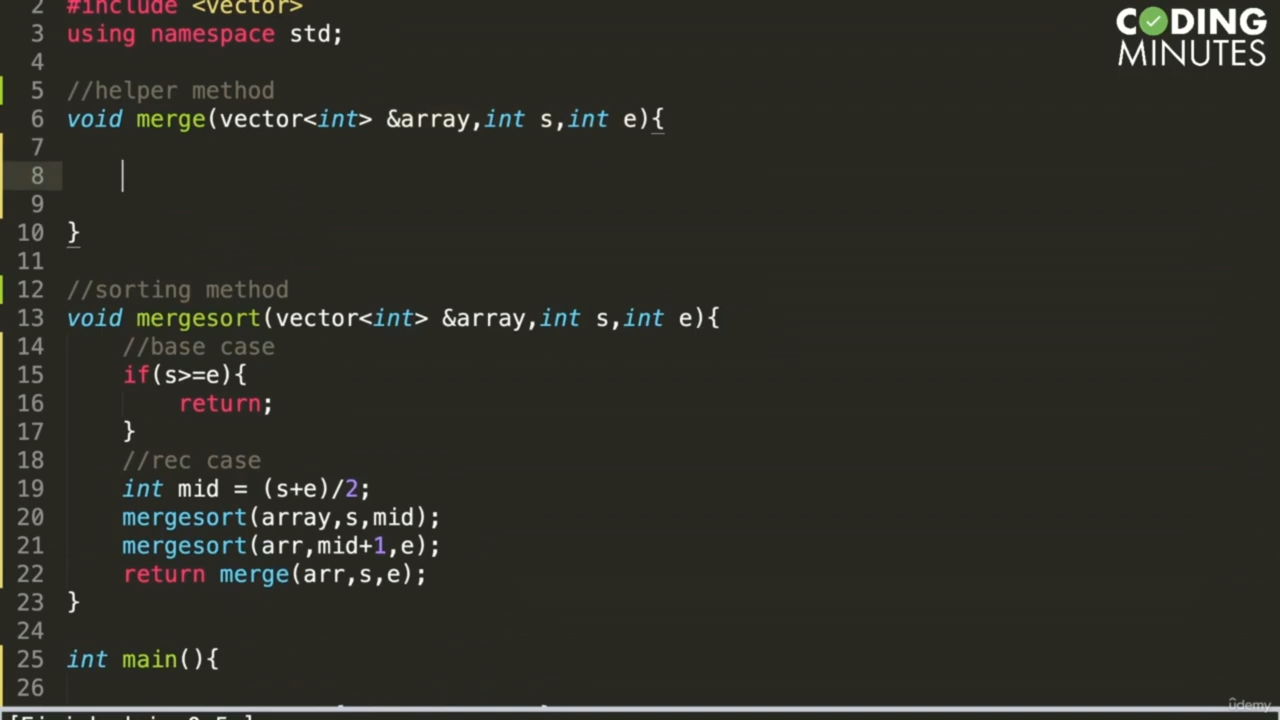 CODING
MINUTES
2 #include <vector>
3 using namespace std;
4
5 //helper method
6 void merge(vector<int> &array,int s,int e){
7
8
9
10 }
11
12 //sorting method
13 void mergesort(vector<int> &array,int s,int e){
14 //base case
15 if(s>=e){
16 return;
17 }
18 //rec case
19 int mid = (s+e)/2;
20 mergesort(array,s,mid);
21 mergesort(arr,mid+1,e);
22 return merge(arr,s,e);
23 }
24
25 int main(){
26
udemy